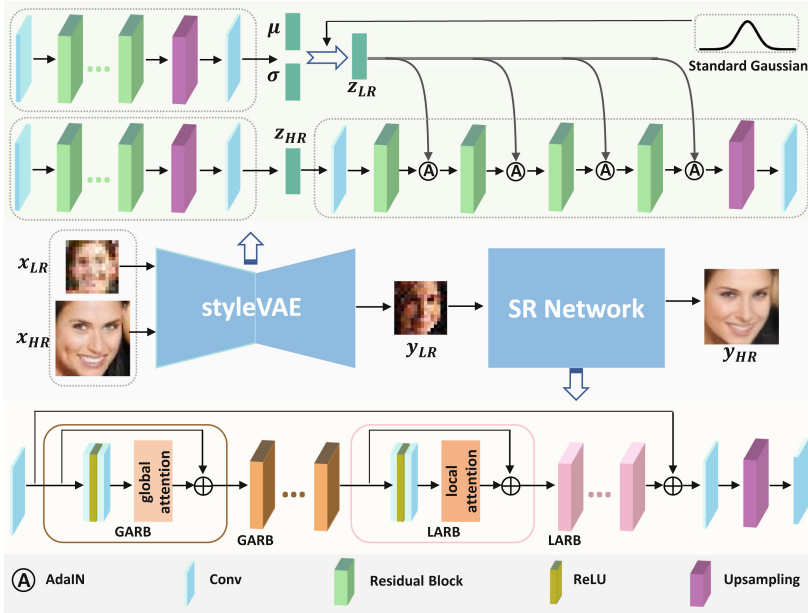 μ
σ
z_LR
Standard Gaussian
z_HR
A A A A
x_LR
styleVAE
SR Network
x_HR
y_LR
y_HR
global attention
local attention
GARB
GARB
LARB
LARB
A AdaIN
Conv
Residual Block
ReLU
Upsampling